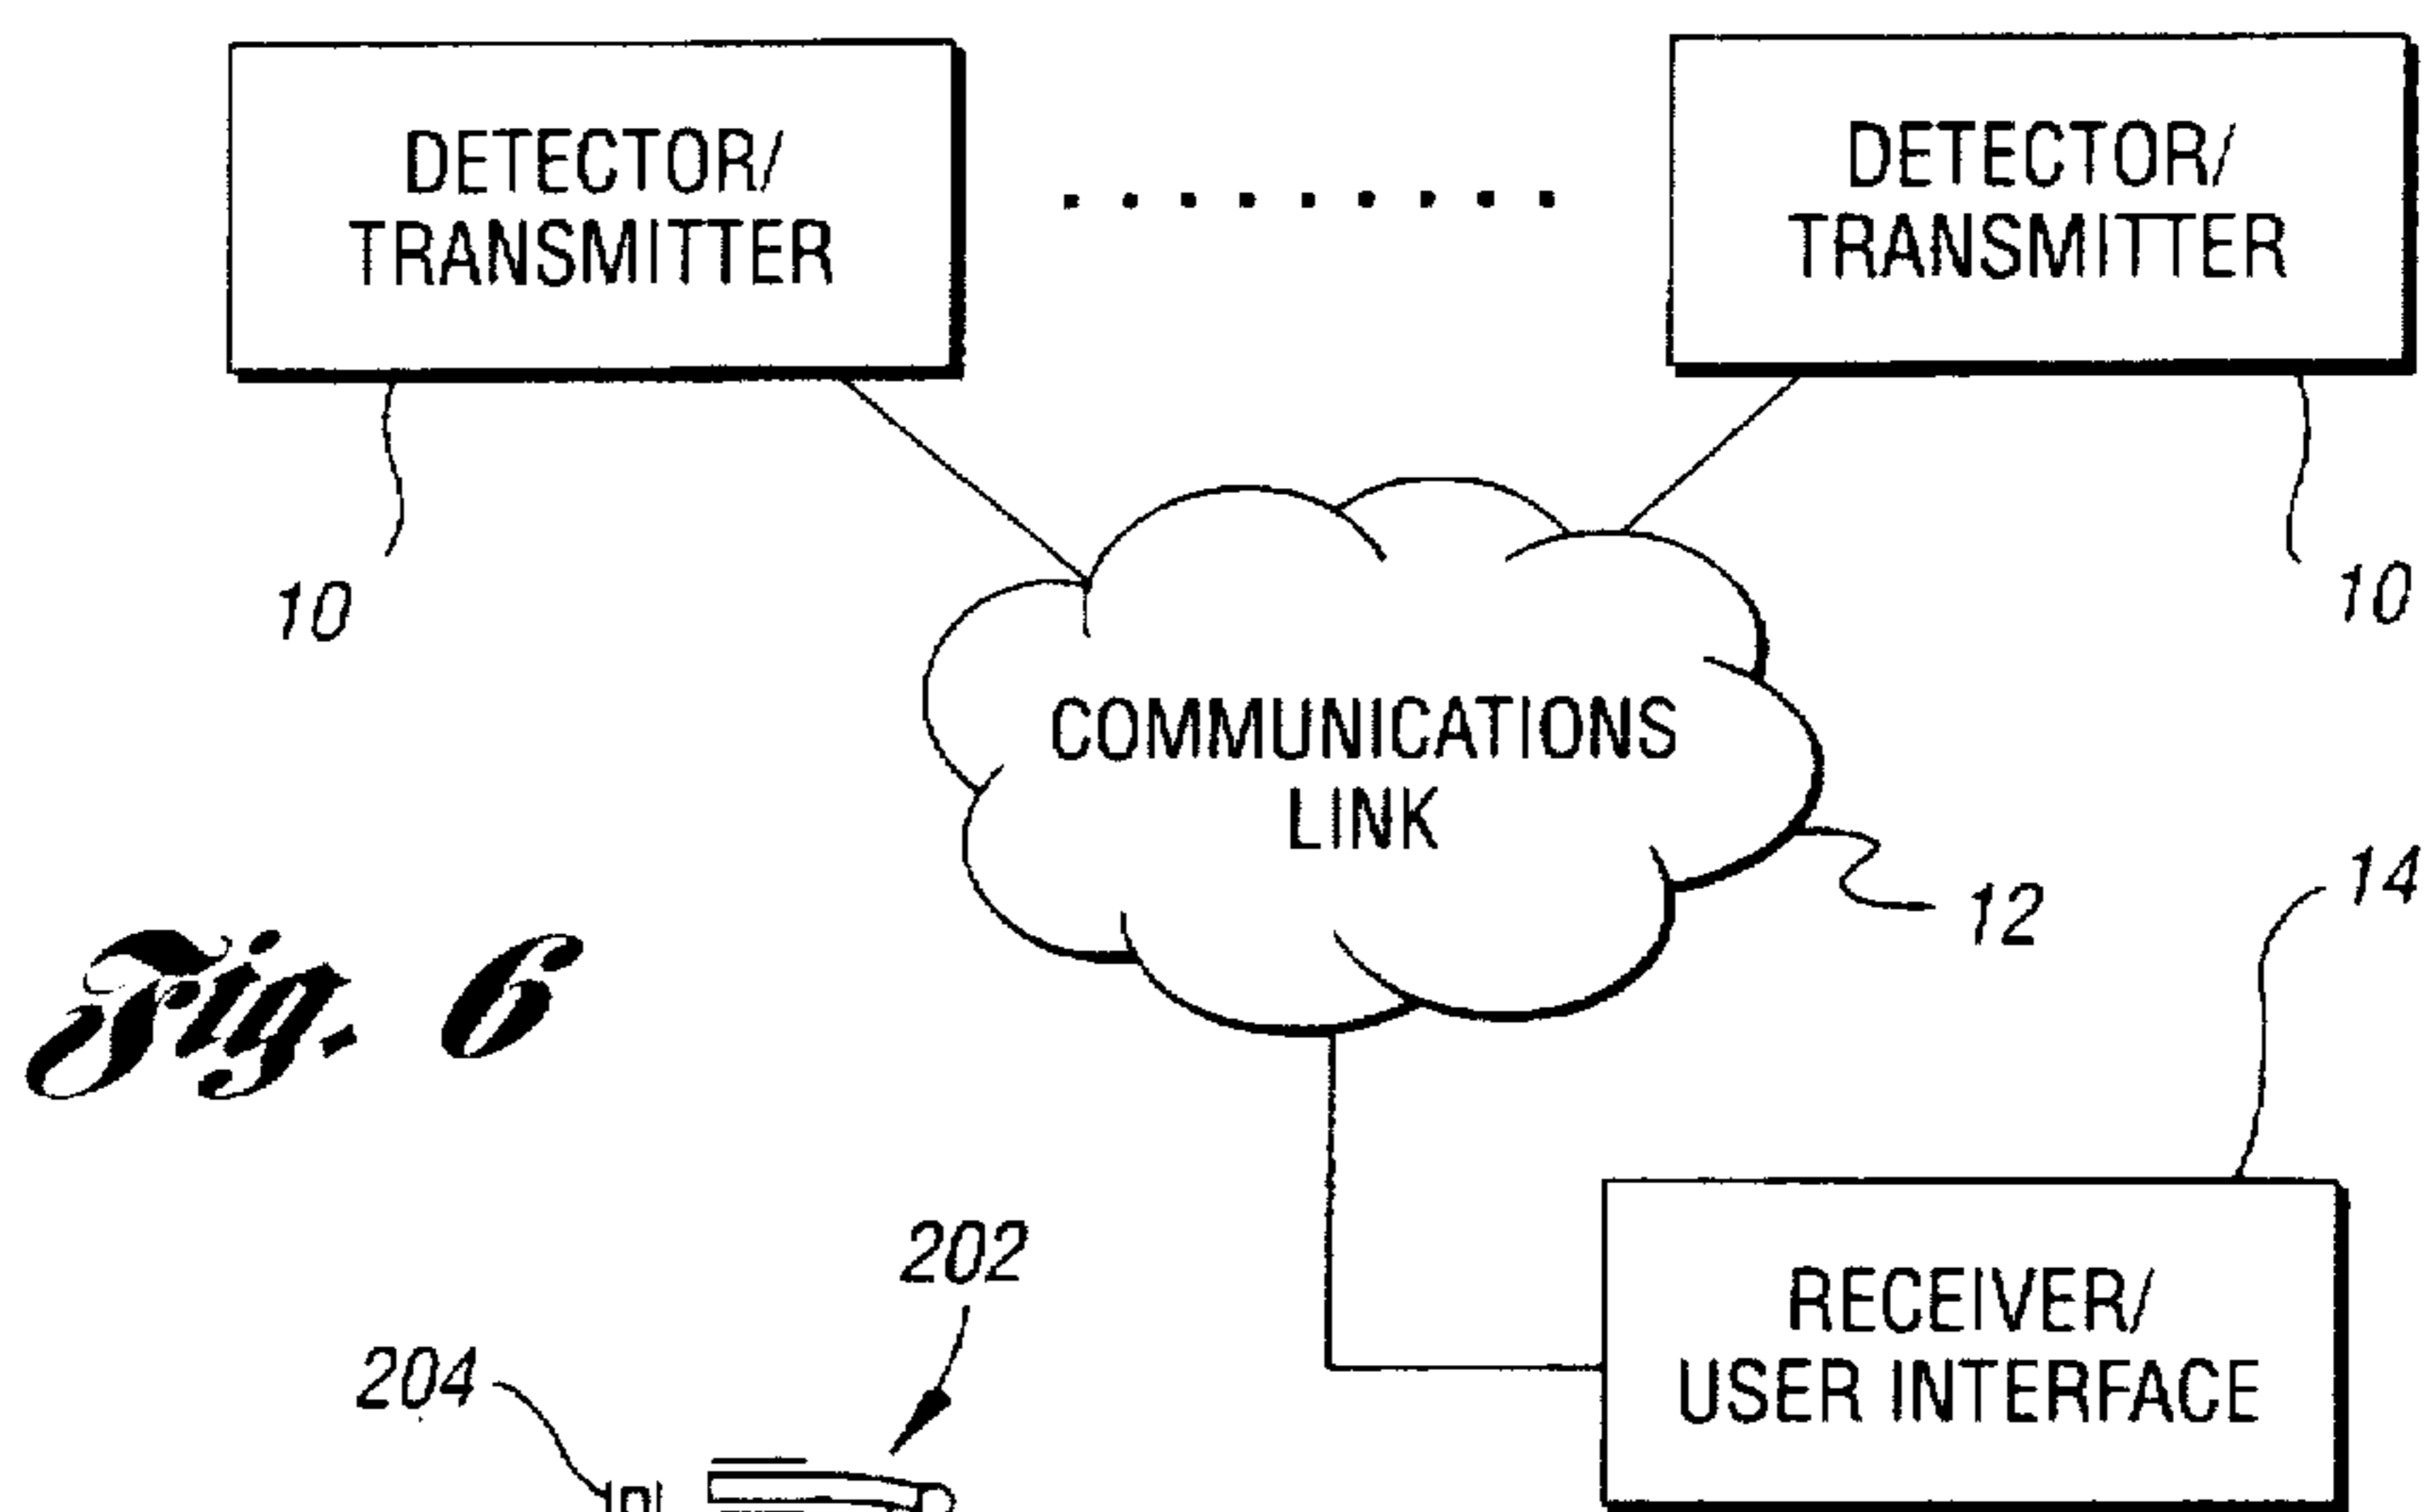 DETECTOR/
TRANSMITTER
. . . . . . . . .
DETECTOR/
TRANSMITTER
10
10
COMMUNICATIONS
LINK
12
14
Fig. 6
202
204
RECEIVER/
USER INTERFACE